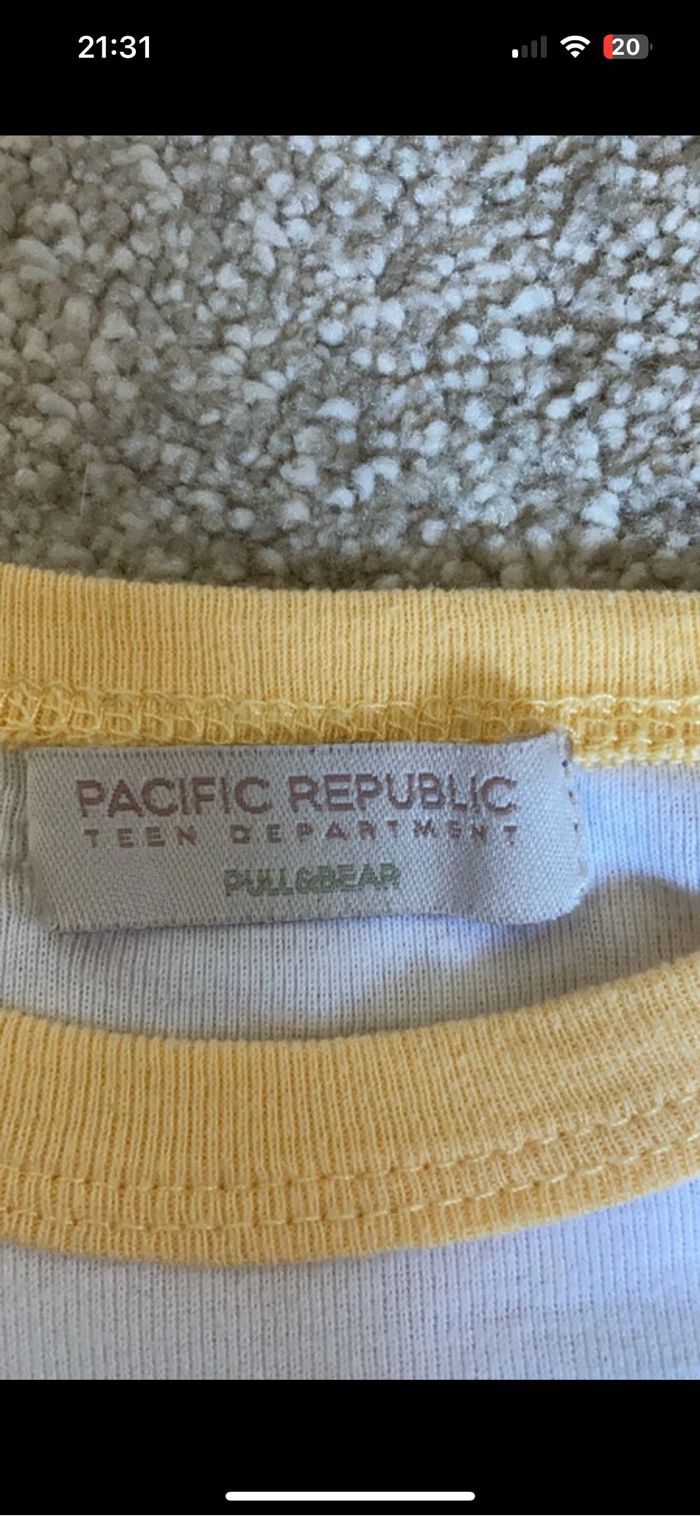 21:31
20
PACIFIC REPUBLIC
TEEN DEPARTMENT
PULL&BEAR